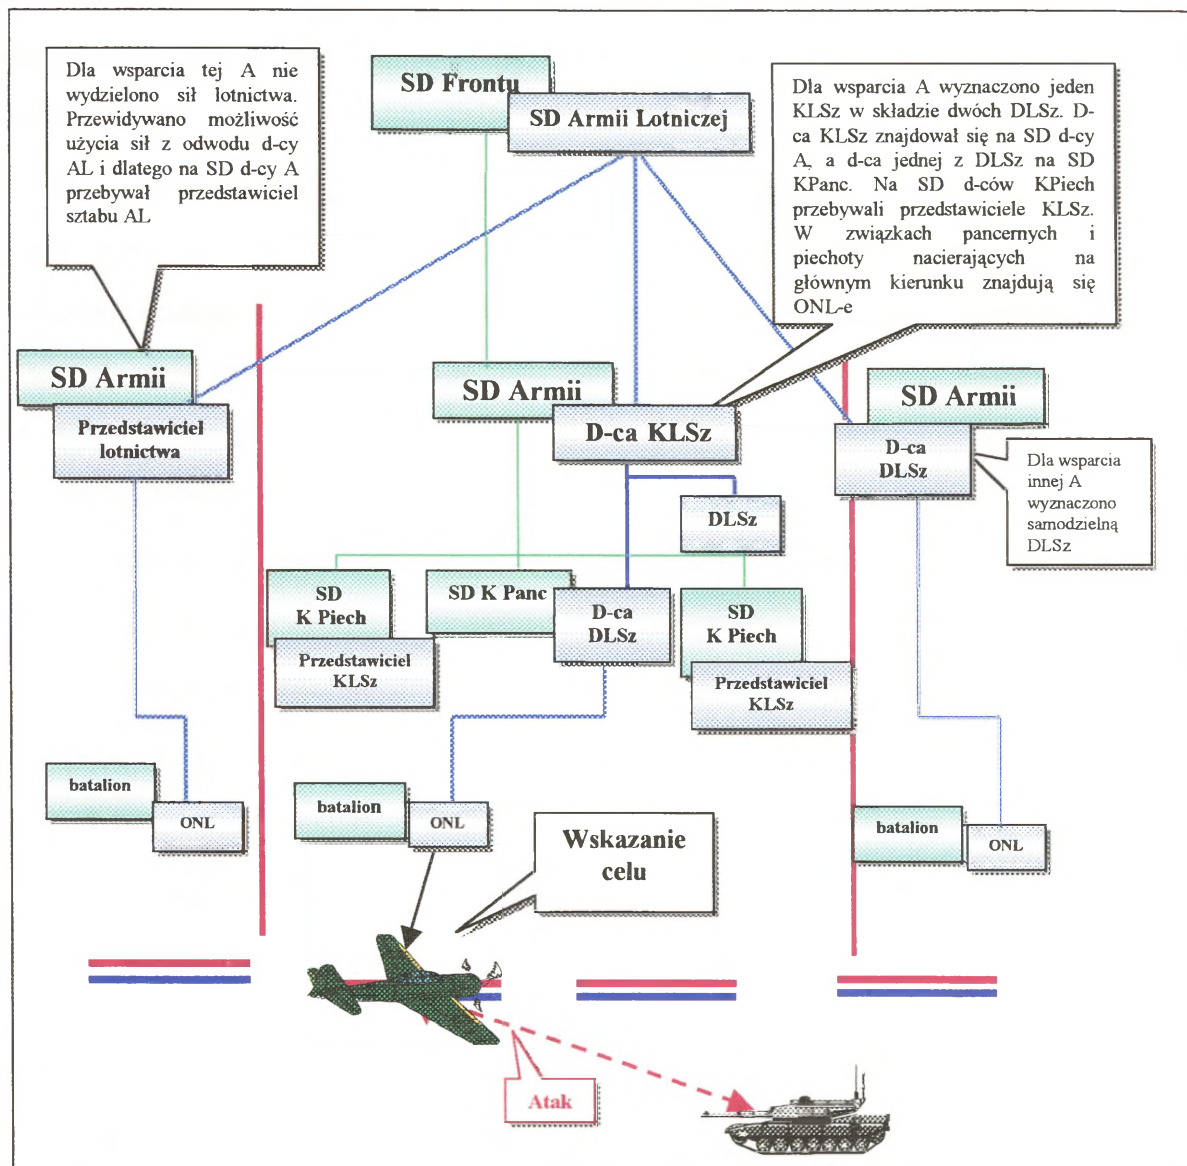 Dla wsparcia tej A nie
wydzielono sił lotnictwa.
Przewidywano możliwość
użycia sił z odwodu d-cy
AL i dlatego na SD d-cy A
przebywał przedstawiciel
sztabu AL
SD Frontu
SD Armii Lotniczej
Dla wsparcia A wyznaczono jeden
KLSz w składzie dwóch DLSz. D-
ca KLSz znajdował się na SD d-cy
A, a d-ca jednej z DLSz na SD
KPanc. Na SD d-ców KPiech
przebywali przedstawiciele KLSz.
W związkach pancernych i
piechoty nacierających na
głównym kierunku znajdują się
ONL-e
SD Armii
Przedstawiciel
lotnictwa
SD Armii
D-ca KLSz
SD Armii
D-ca
DLSz
Dla wsparcia
innej A
wyznaczono
samodzielną
DLSz
DLSz
SD
K Piech
Przedstawiciel
KLSz
SD K Panc
D-ca
DLSz
SD
K Piech
Przedstawiciel
KLSz
batalion
ONL
batalion
ONL
batalion
ONL
Wskazanie
celu
Atak